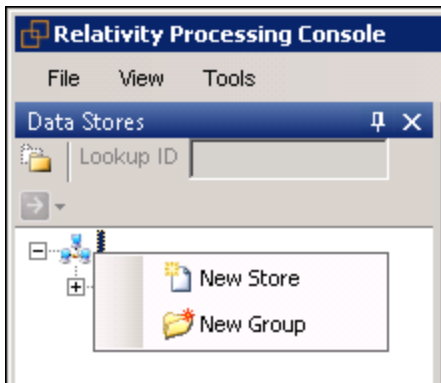 Relativity Processing Console
File View Tools
Data Stores
Lookup ID
New Store
New Group